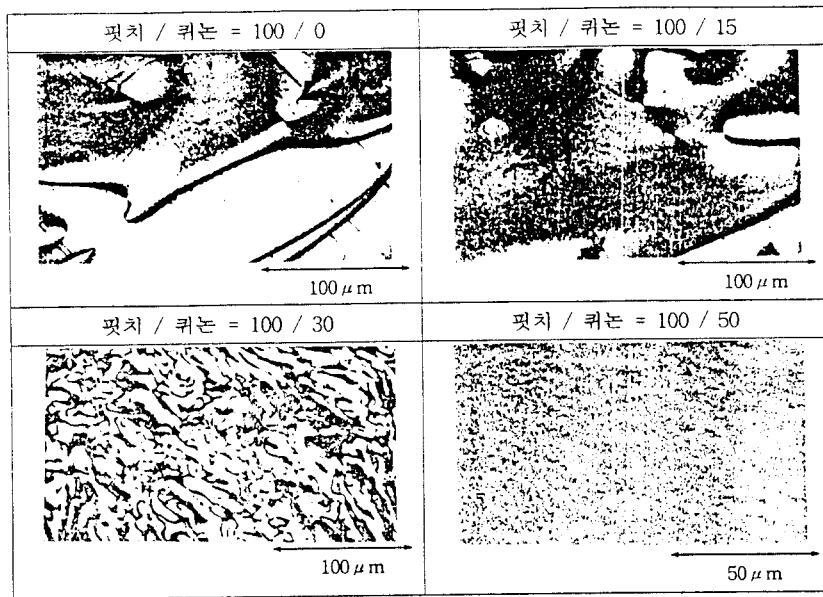 핏치 / 퀴논 = 100 / 0
핏치 / 퀴논 = 100 / 15
100 μm
100 μm
핏치 / 퀴논 = 100 / 30
핏치 / 퀴논 = 100 / 50
100 μm
50 μm